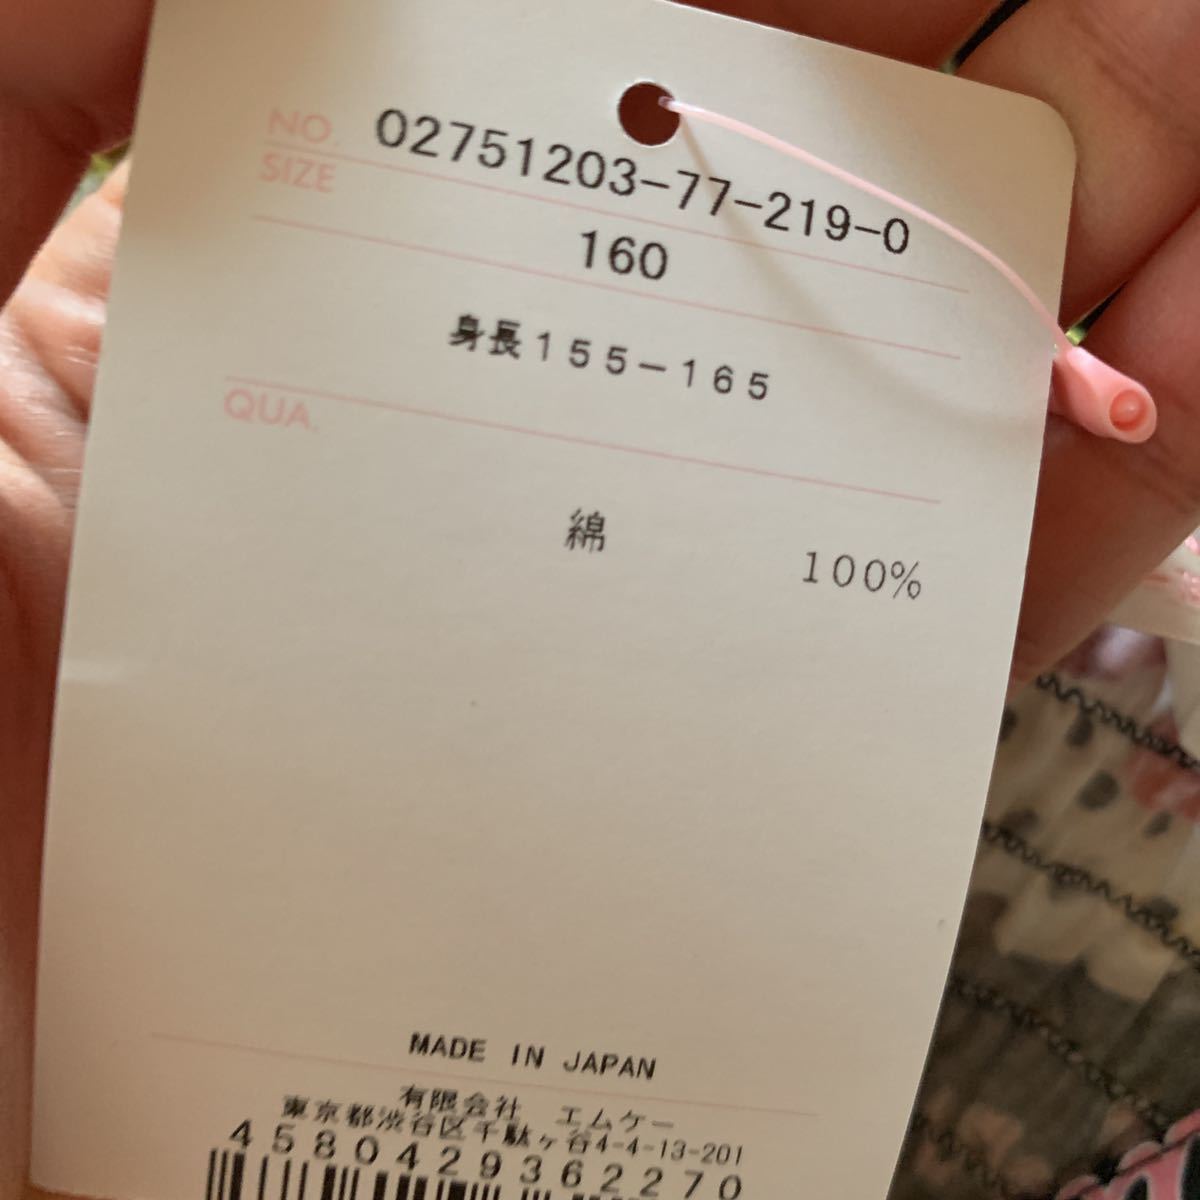 NO. 02751203-77-219-0
SIZE
160
身長155-165
QUA.
綿 100%
MADE IN JAPAN
有限会社 エムケー
東京都渋谷区千駄ヶ谷4-4-13-201
4580429362270